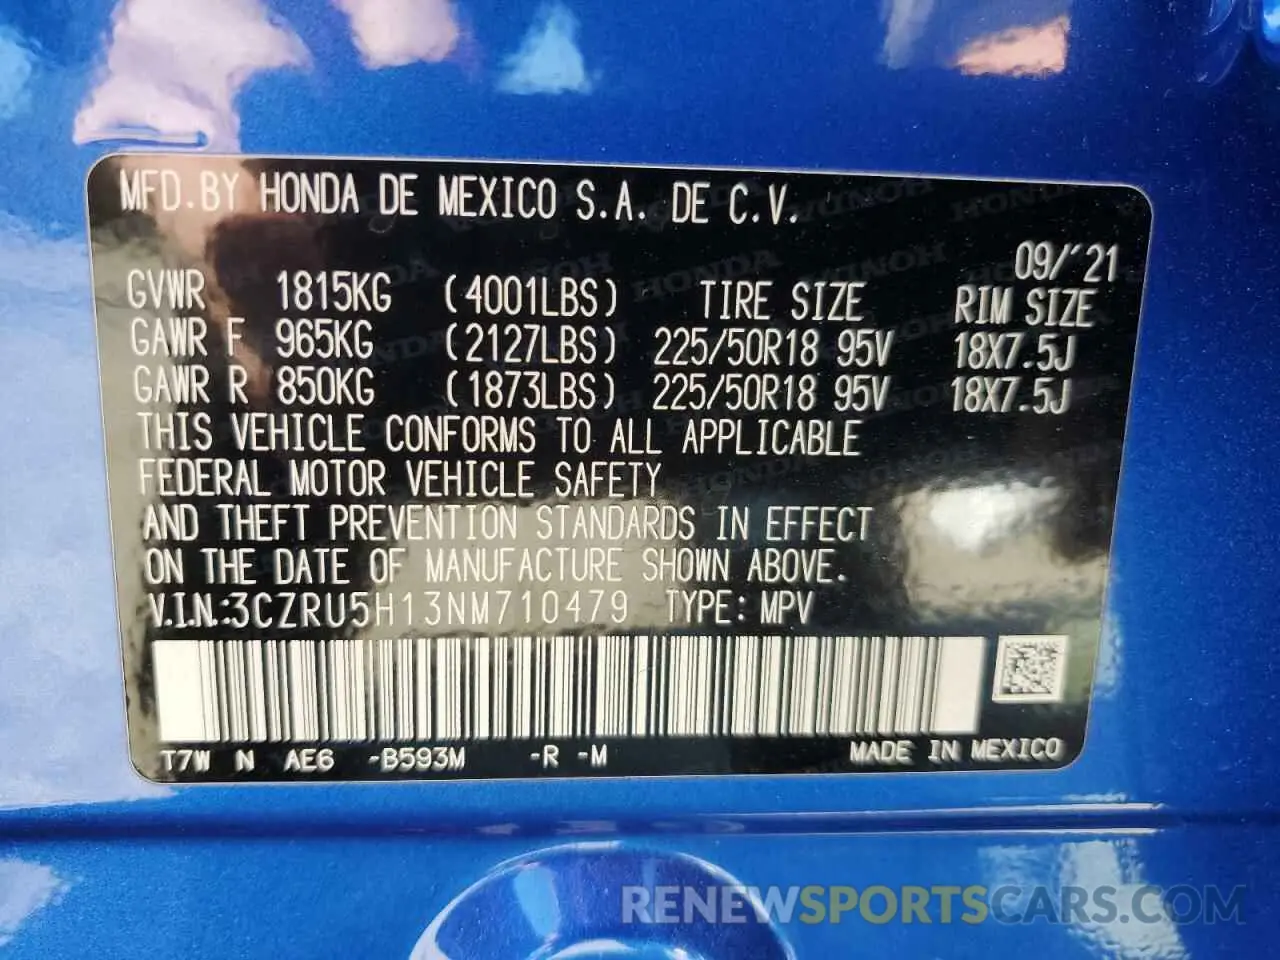 MFD.BY HONDA DE MEXICO S.A. DE C.V.
09/'21
GVWR 1815KG (4001LBS) TIRE SIZE RIM SIZE
GAWR F 965KG (2127LBS) 225/50R18 95V 18X7.5J
GAWR R 850KG (1873LBS) 225/50R18 95V 18X7.5J
THIS VEHICLE CONFORMS TO ALL APPLICABLE
FEDERAL MOTOR VEHICLE SAFETY
AND THEFT PREVENTION STANDARDS IN EFFECT
ON THE DATE OF MANUFACTURE SHOWN ABOVE.
V.I.N.:3CZRU5H13NM710479 TYPE: MPV
T7W N AE6 -B593M -R -M MADE IN MEXICO
RENEWSPORTSCARS.COM